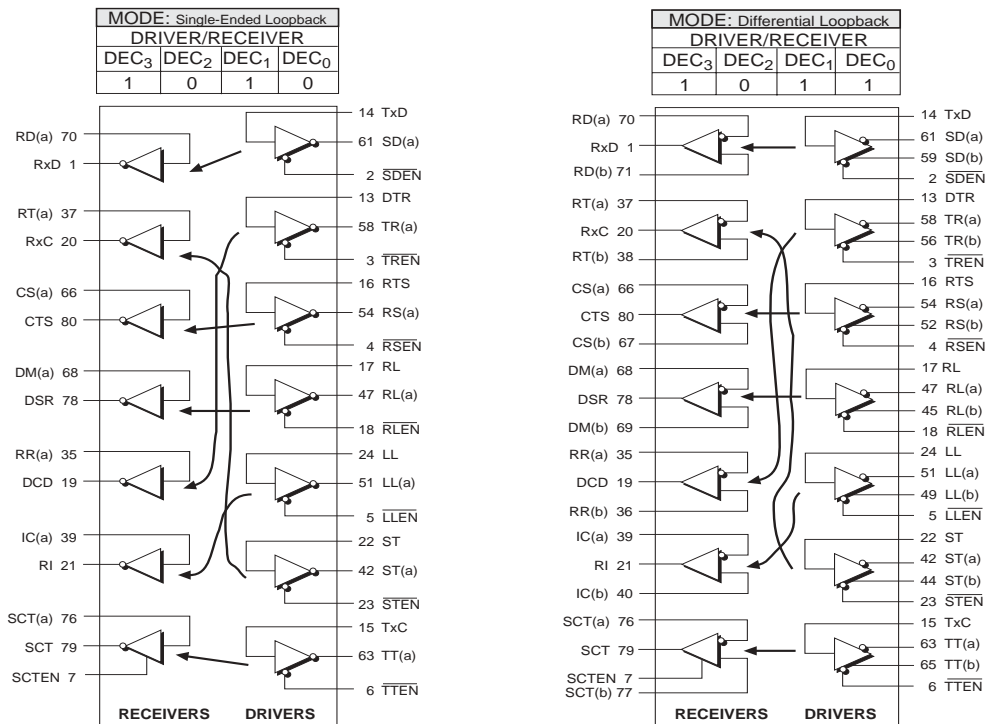 MODE: Single-Ended Loopback
DRIVER/RECEIVER
DEC3 DEC2 DEC1 DEC0
1 0 1 0
14 TxD
RD(a) 70
61 SD(a)
RxD 1
2 SDEN
13 DTR
RT(a) 37
58 TR(a)
RxC 20
3 TREN
16 RTS
CS(a) 66
54 RS(a)
CTS 80
4 RSEN
17 RL
DM(a) 68
47 RL(a)
DSR 78
18 RLEN
24 LL
RR(a) 35
51 LL(a)
DCD 19
5 LLEN
22 ST
IC(a) 39
42 ST(a)
RI 21
23 STEN
SCT(a) 76
15 TxC
SCT 79
63 TT(a)
SCTEN 7
6 TTEN
RECEIVERS DRIVERS
MODE: Differential Loopback
DRIVER/RECEIVER
DEC3 DEC2 DEC1 DEC0
1 0 1 1
14 TxD
RD(a) 70
61 SD(a)
RxD 1
59 SD(b)
RD(b) 71
2 SDEN
13 DTR
RT(a) 37
58 TR(a)
RxC 20
56 TR(b)
RT(b) 38
3 TREN
16 RTS
CS(a) 66
54 RS(a)
CTS 80
52 RS(b)
CS(b) 67
4 RSEN
17 RL
DM(a) 68
47 RL(a)
DSR 78
45 RL(b)
DM(b) 69
18 RLEN
24 LL
RR(a) 35
51 LL(a)
DCD 19
49 LL(b)
RR(b) 36
5 LLEN
22 ST
IC(a) 39
42 ST(a)
RI 21
44 ST(b)
IC(b) 40
23 STEN
SCT(a) 76
15 TxC
63 TT(a)
SCT 79
65 TT(b)
SCTEN 7
6 TTEN
SCT(b) 77
RECEIVERS DRIVERS